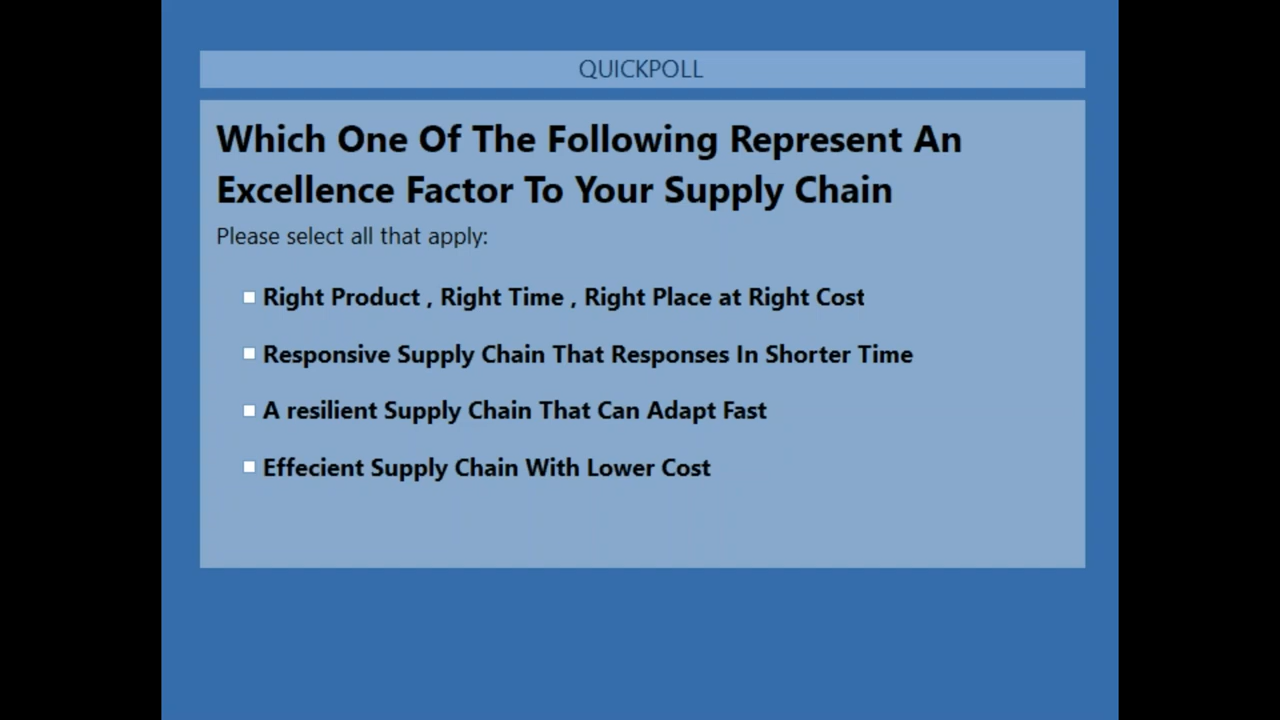 QUICKPOLL
Which One Of The Following Represent An
Excellence Factor To Your Supply Chain
Please select all that apply:
Right Product , Right Time , Right Place at Right Cost
Responsive Supply Chain That Responses In Shorter Time
A resilient Supply Chain That Can Adapt Fast
Effecient Supply Chain With Lower Cost